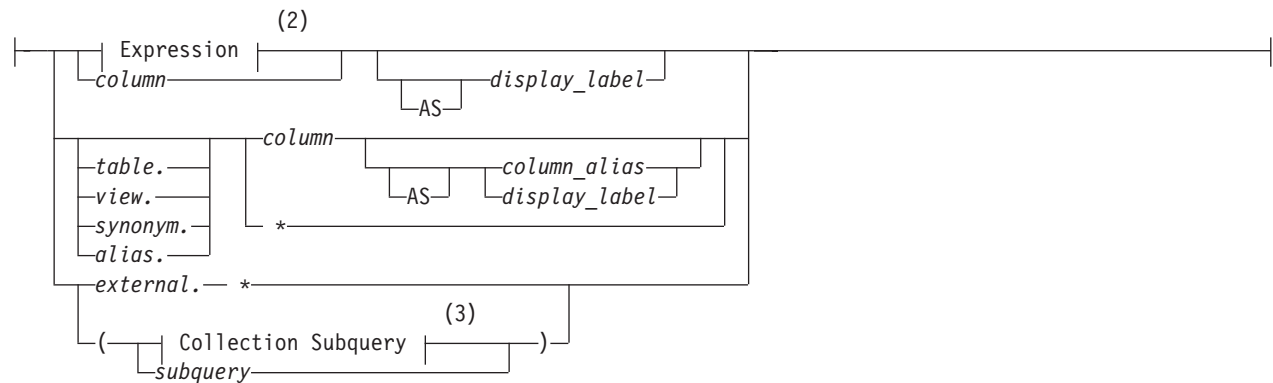 (2)
Expression
column
display_label
AS
column
table.
column_alias
view.
AS
display_label
synonym.
*
alias.
external. *
(3)
( Collection Subquery )
subquery